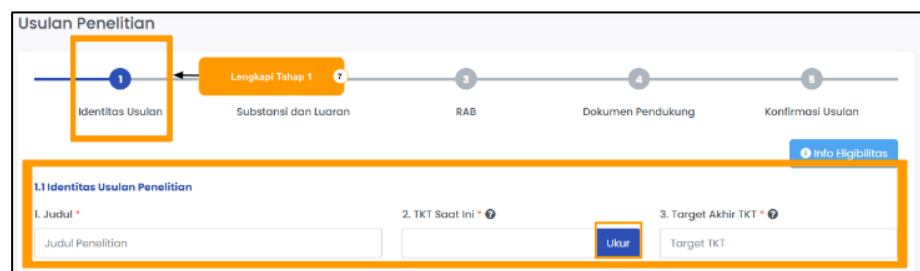 Usulan Penelitian
1 Lengkapi Tahap 1 7 3 4 5
Identitas Usulan Substansi dan Luaran RAB Dokumen Pendukung Konfirmasi Usulan
Info Eligibilitas
1.1 Identitas Usulan Penelitian
1. Judul * 2. TKT Saat Ini * 3. Target Akhir TKT *
Judul Penelitian Ukur Target TKT